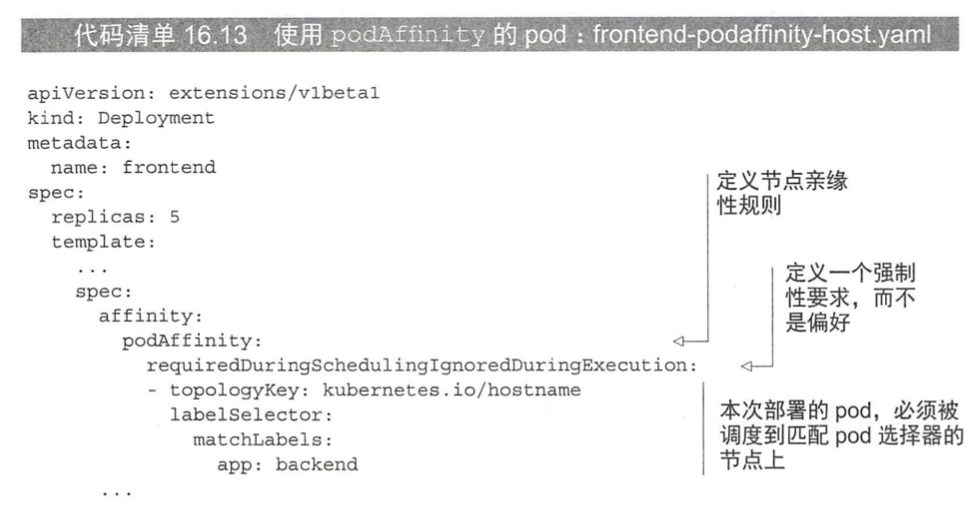 代码清单 16.13 使用 podAffinity 的 pod：frontend-podaffinity-host.yaml
apiVersion: extensions/v1beta1
kind: Deployment
metadata:
  name: frontend
spec:
  replicas: 5
  template:
    ...
    spec:
      affinity:
        podAffinity:
          requiredDuringSchedulingIgnoredDuringExecution:
          - topologyKey: kubernetes.io/hostname
            labelSelector:
              matchLabels:
                app: backend
      ...
定义节点亲缘
性规则
定义一个强制
性要求，而不
是偏好
本次部署的 pod，必须被
调度到匹配 pod 选择器的
节点上